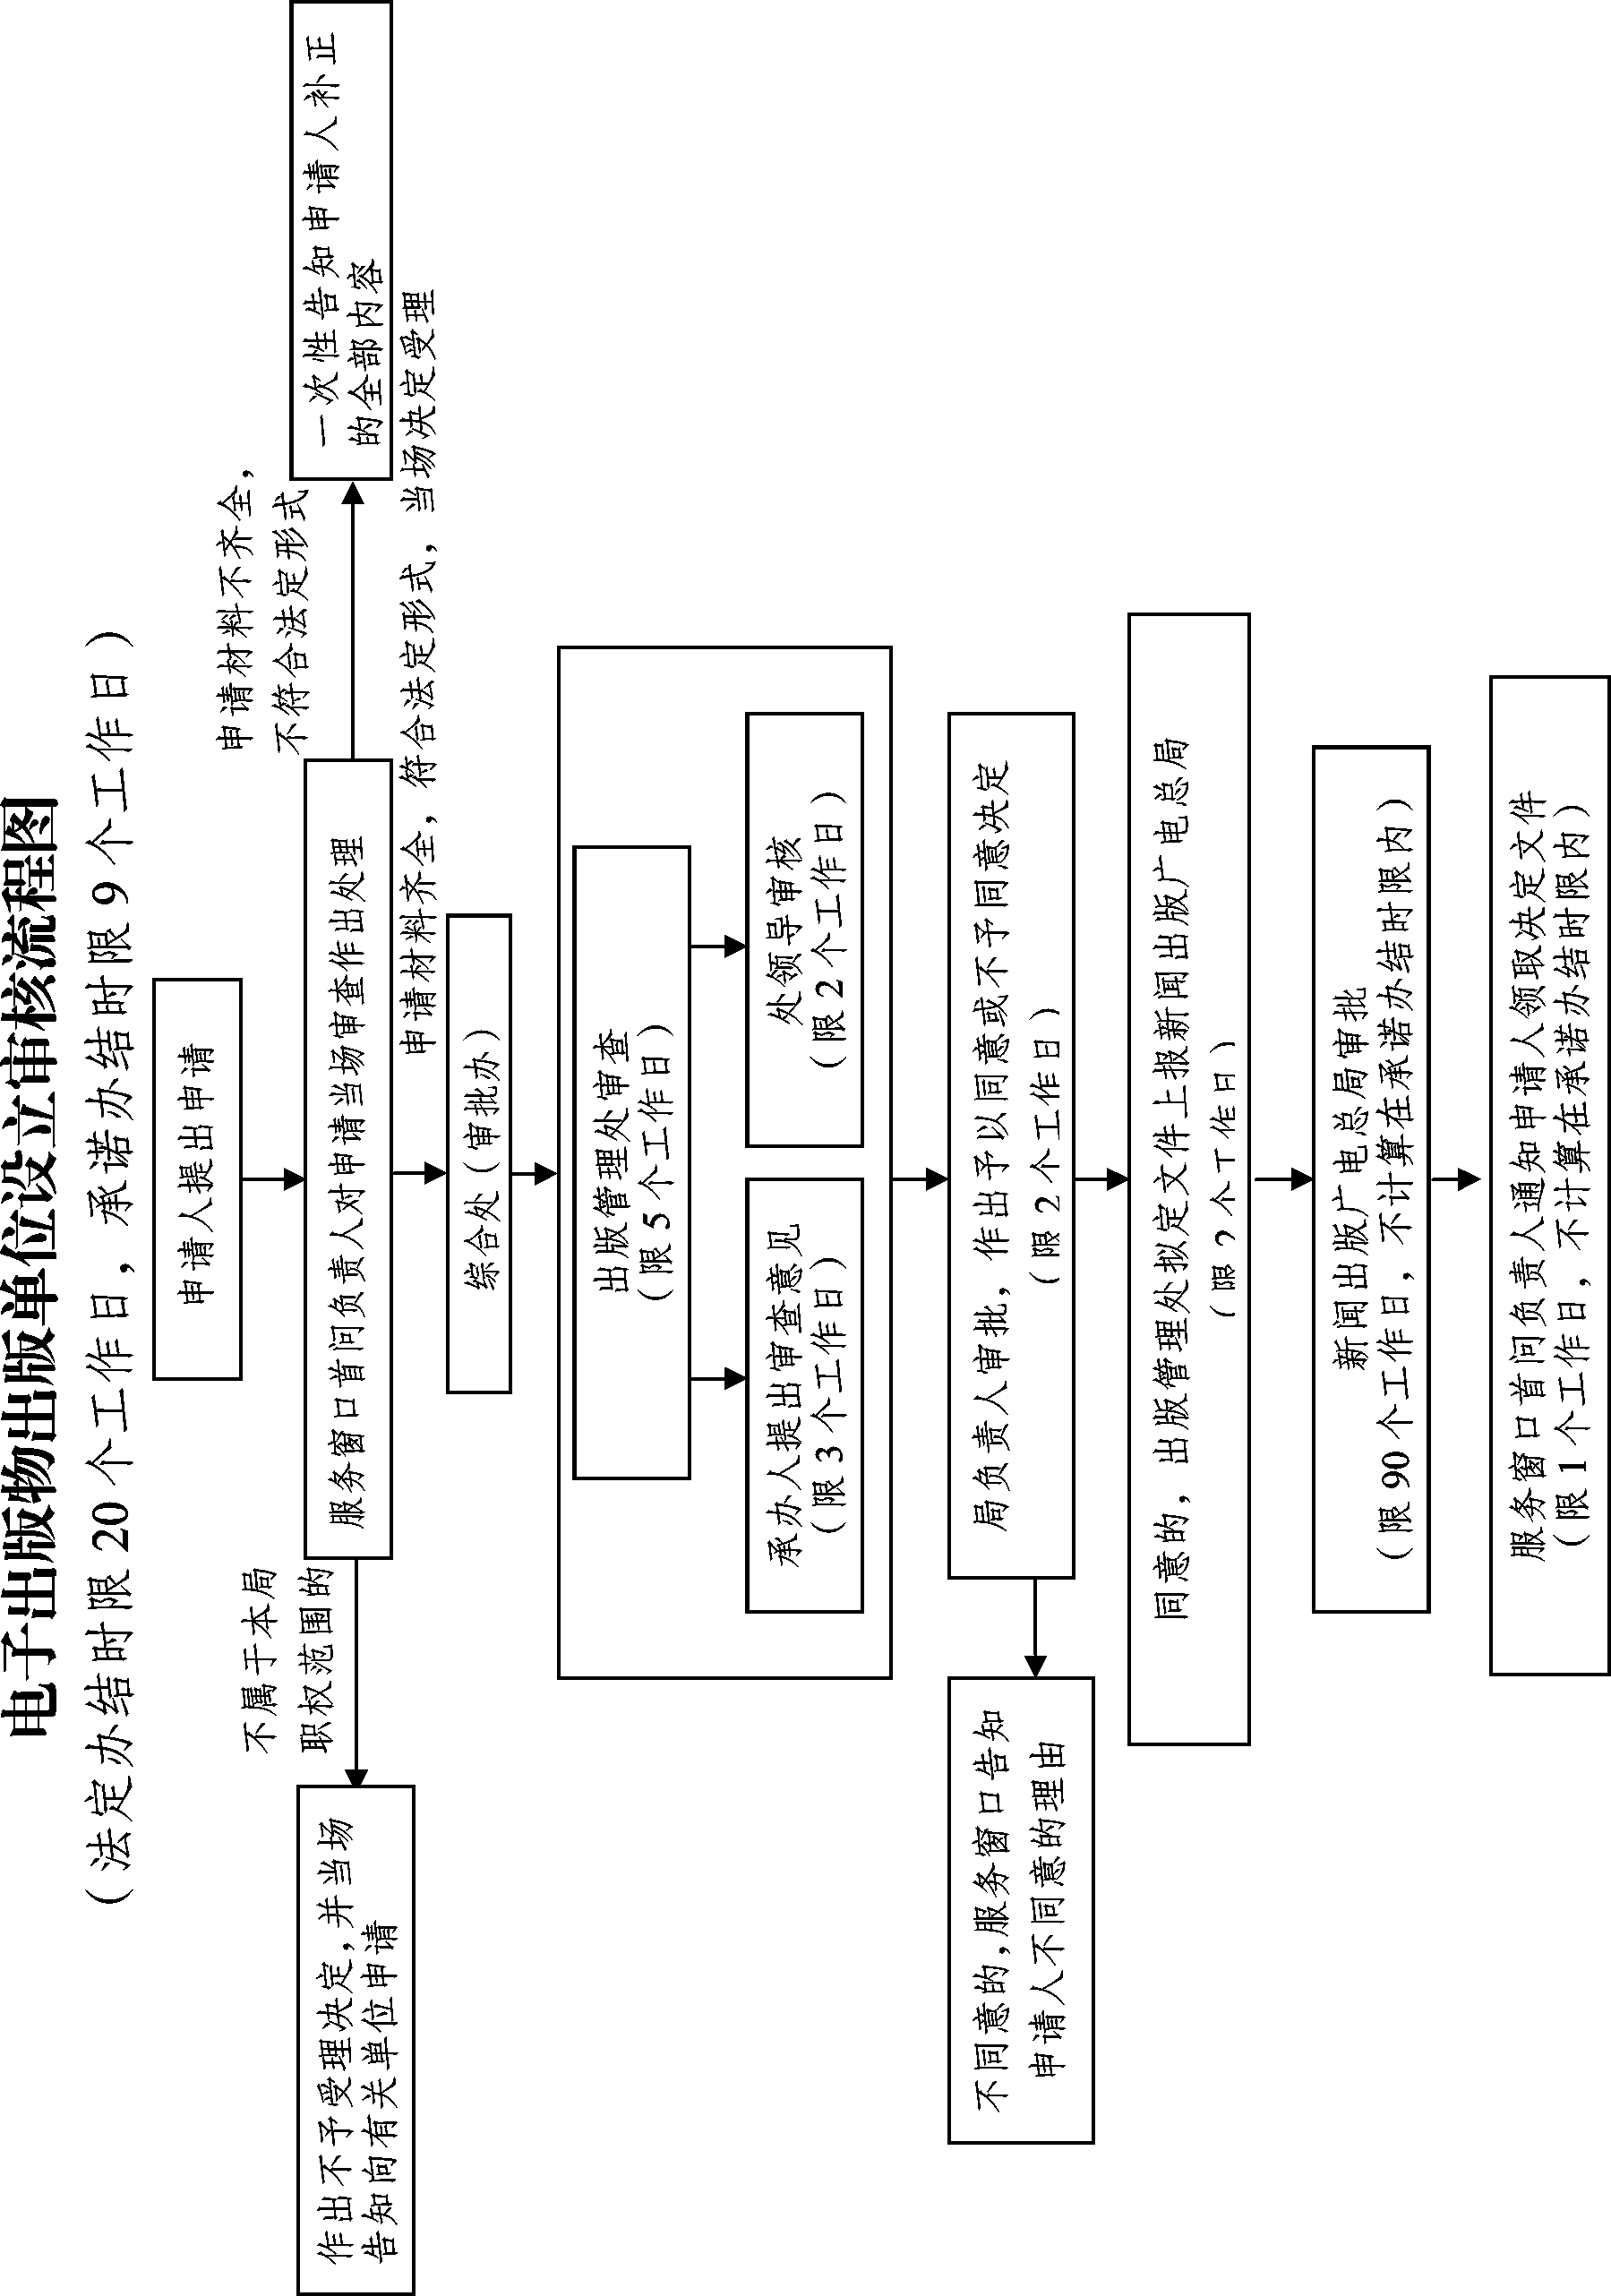 电子出版物出版单位设立审核流程图
（法定办结时限 20 个工作日，承诺办结时限 9 个工作日）
申请人提出申请
服务窗口首问负责人对申请当场审查作出处理
不属于本局
职权范围的
作出不予受理决定,并当场
告知向有关单位申请
申请材料不齐全，
不符合法定形式
一次性告知申请人补正
的全部内容
申请材料齐全，符合法定形式，当场决定受理
综合处（审批办）
出版管理处审查
（限 5 个工作日）
承办人提出审查意见
（限 3 个工作日）
处领导审核
（限 2 个工作日）
局负责人审批，作出予以同意或不予同意决定
（限 2 个工作日）
不同意的,服务窗口告知
申请人不同意的理由
同意的，出版管理处拟定文件上报新闻出版广电总局
（限 2 个工作日）
新闻出版广电总局审批
（限 90 个工作日，不计算在承诺办结时限内）
服务窗口首问负责人通知申请人领取决定文件
（限 1 个工作日，不计算在承诺办结时限内）